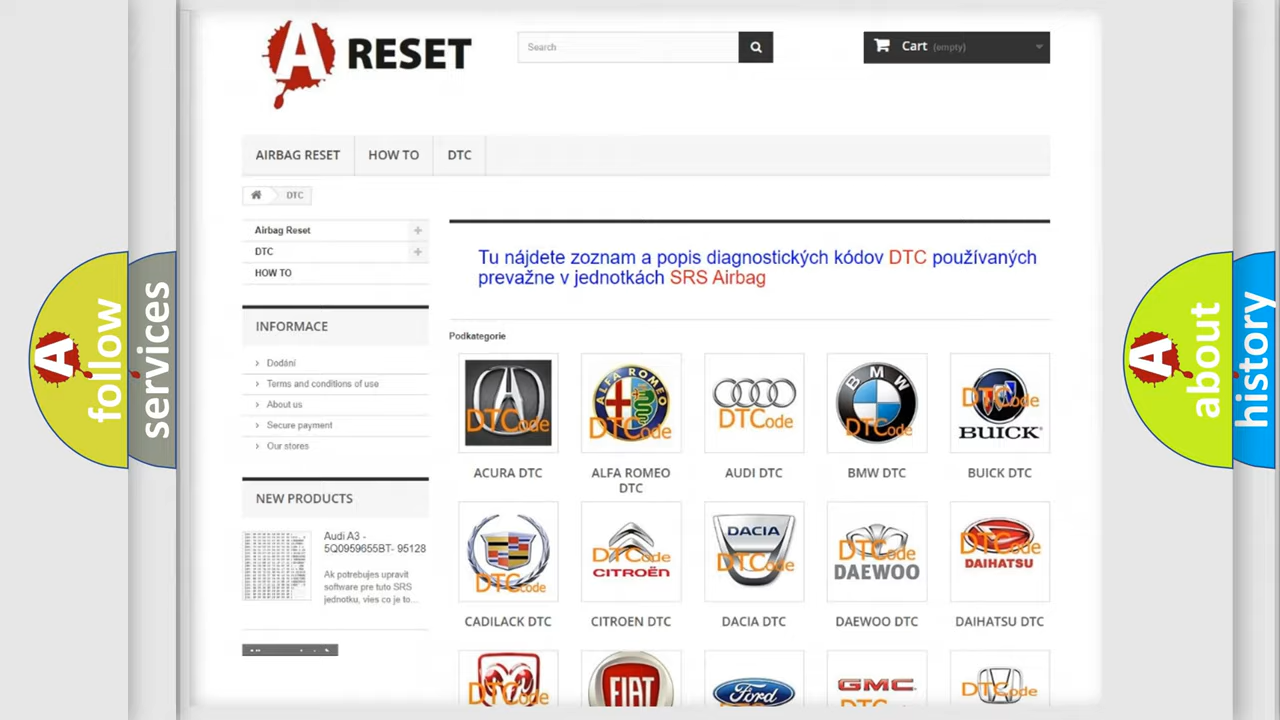 A RESET
Search
Cart (empty)
AIRBAG RESET
HOW TO
DTC
DTC
Airbag Reset
DTC
HOW TO
INFORMACE
Dodání
Terms and conditions of use
About us
Secure payment
Our stores
NEW PRODUCTS
Audi A3 -
5Q0959655BT- 95128
Ak potrebujes upravit
software pre tuto SRS
jednotku, vies co je to...
Tu nájdete zoznam a popis diagnostických kódov DTC používaných
prevažne v jednotkách SRS Airbag
Podkategorie
DTCode
ALFA ROMEO
DTCode
DTCode
BMW
DTCode
DTCode
BUICK
ACURA DTC
ALFA ROMEO
DTC
AUDI DTC
BMW DTC
BUICK DTC
DTCode
DTCode
CITROËN
DACIA
DTCode
DTCode
DAEWOO
DTCode
DAIHATSU
CADILACK DTC
CITROEN DTC
DACIA DTC
DAEWOO DTC
DAIHATSU DTC
DTCode
FIAT
Ford
GMC
DTCode
A follow
services
A about
history